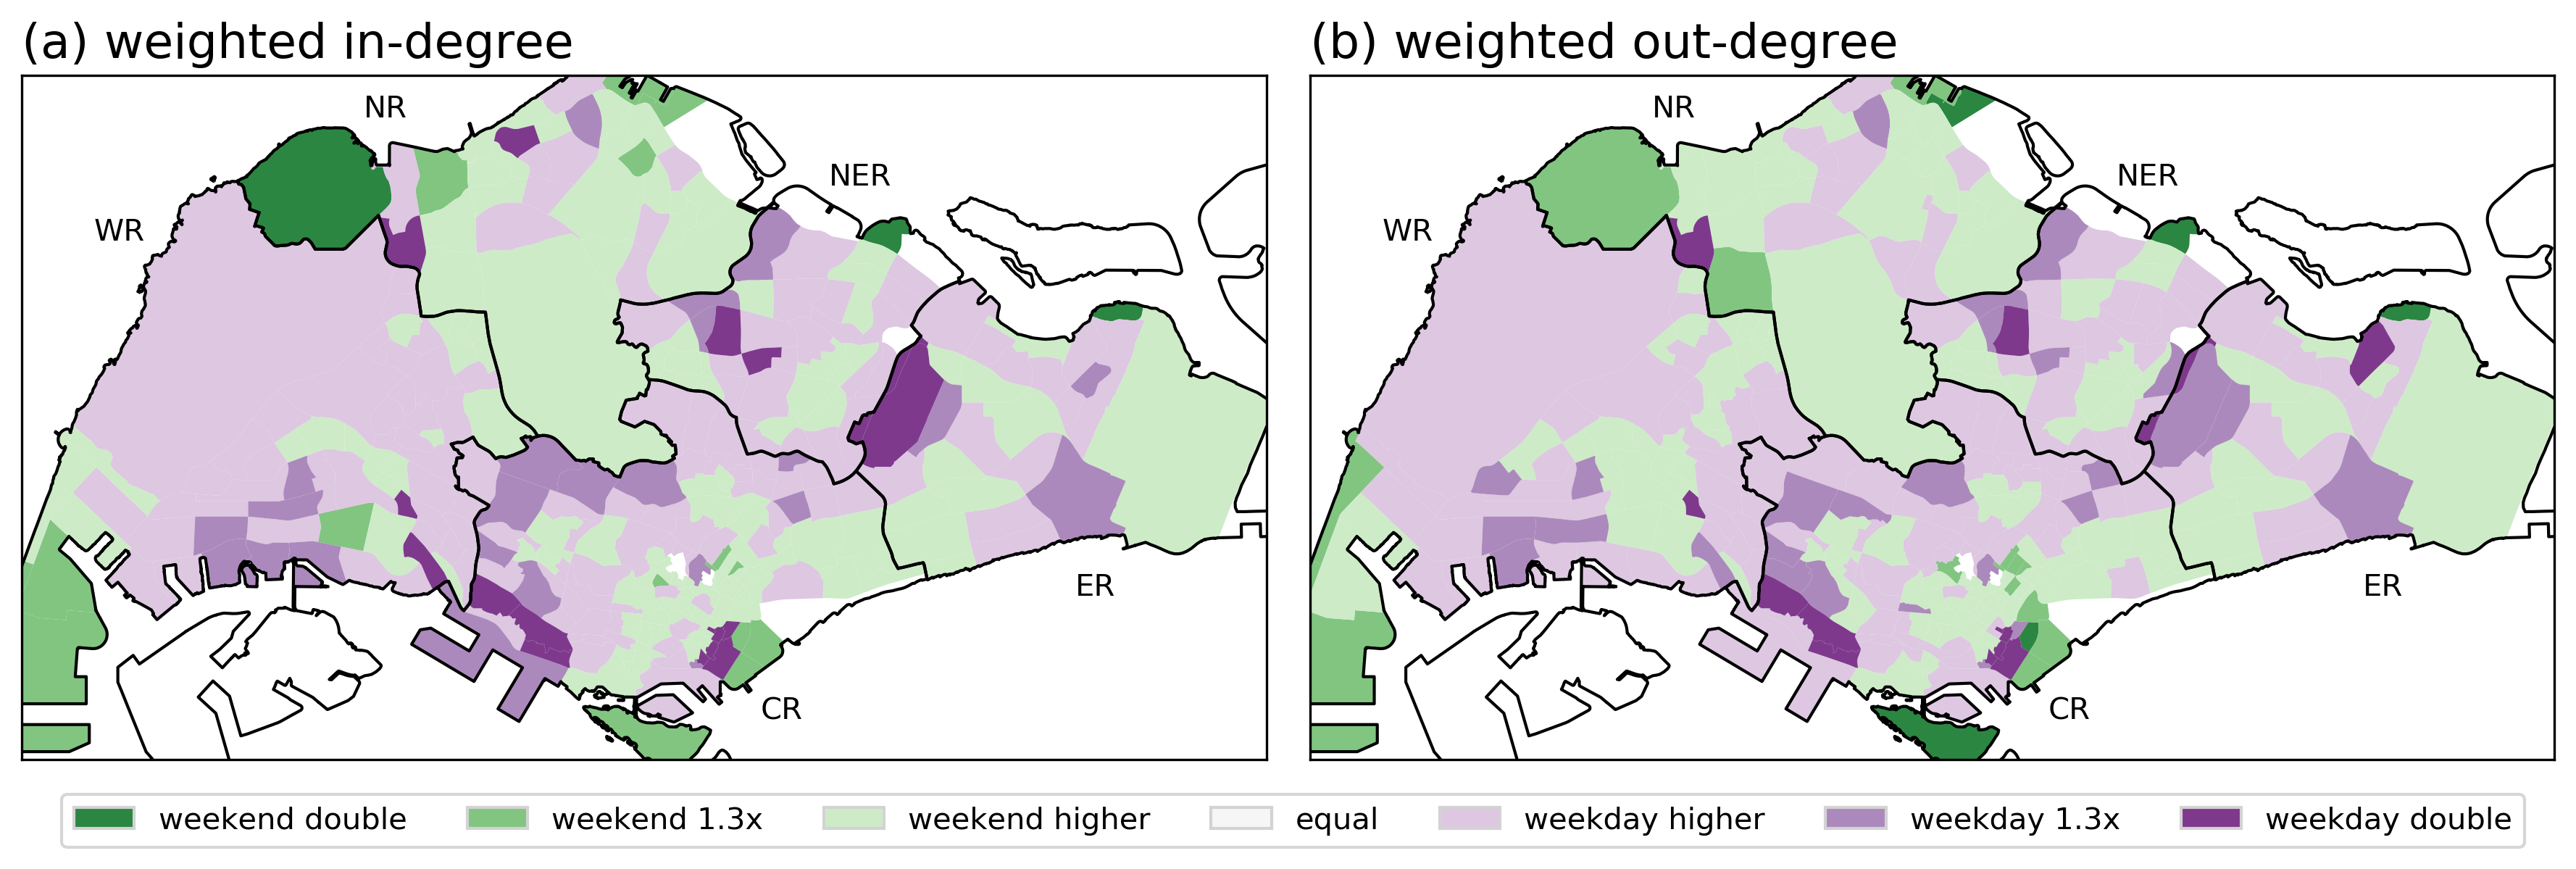 (a) weighted in-degree
(b) weighted out-degree
NR
NER
WR
ER
CR
NR
NER
WR
ER
CR
weekend double
weekend 1.3x
weekend higher
equal
weekday higher
weekday 1.3x
weekday double